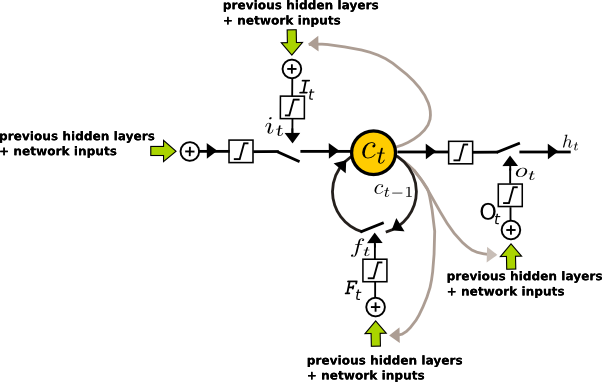 previous hidden layers
+ network inputs
I_t
i_t
previous hidden layers
+ network inputs
c_t
h_t
c_{t-1}
o_t
O_t
f_t
F_t
previous hidden layers
+ network inputs
previous hidden layers
+ network inputs